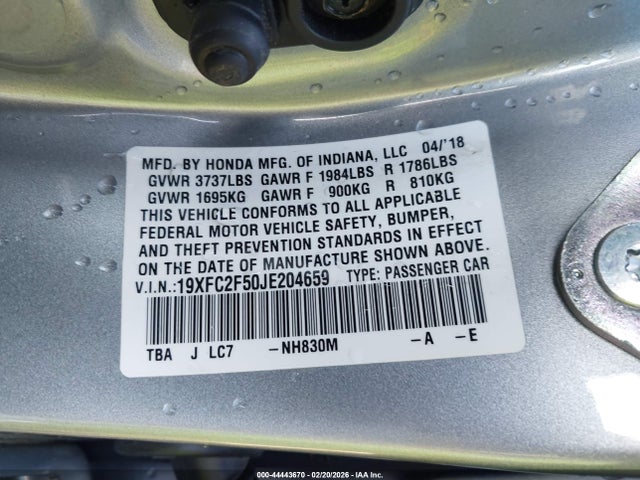 MFD. BY HONDA MFG. OF INDIANA, LLC 04/'18
GVWR 3737LBS GAWR F 1984LBS R 1786LBS
GVWR 1695KG GAWR F 900KG R 810KG
THIS VEHICLE CONFORMS TO ALL APPLICABLE
FEDERAL MOTOR VEHICLE SAFETY, BUMPER,
AND THEFT PREVENTION STANDARDS IN EFFECT
ON THE DATE OF MANUFACTURE SHOWN ABOVE.
V.I.N.:19XFC2F50JE204659 TYPE: PASSENGER CAR
TBA J LC7 -NH830M -A -E
000-44443670 - 02/20/2026 - IAA Inc.